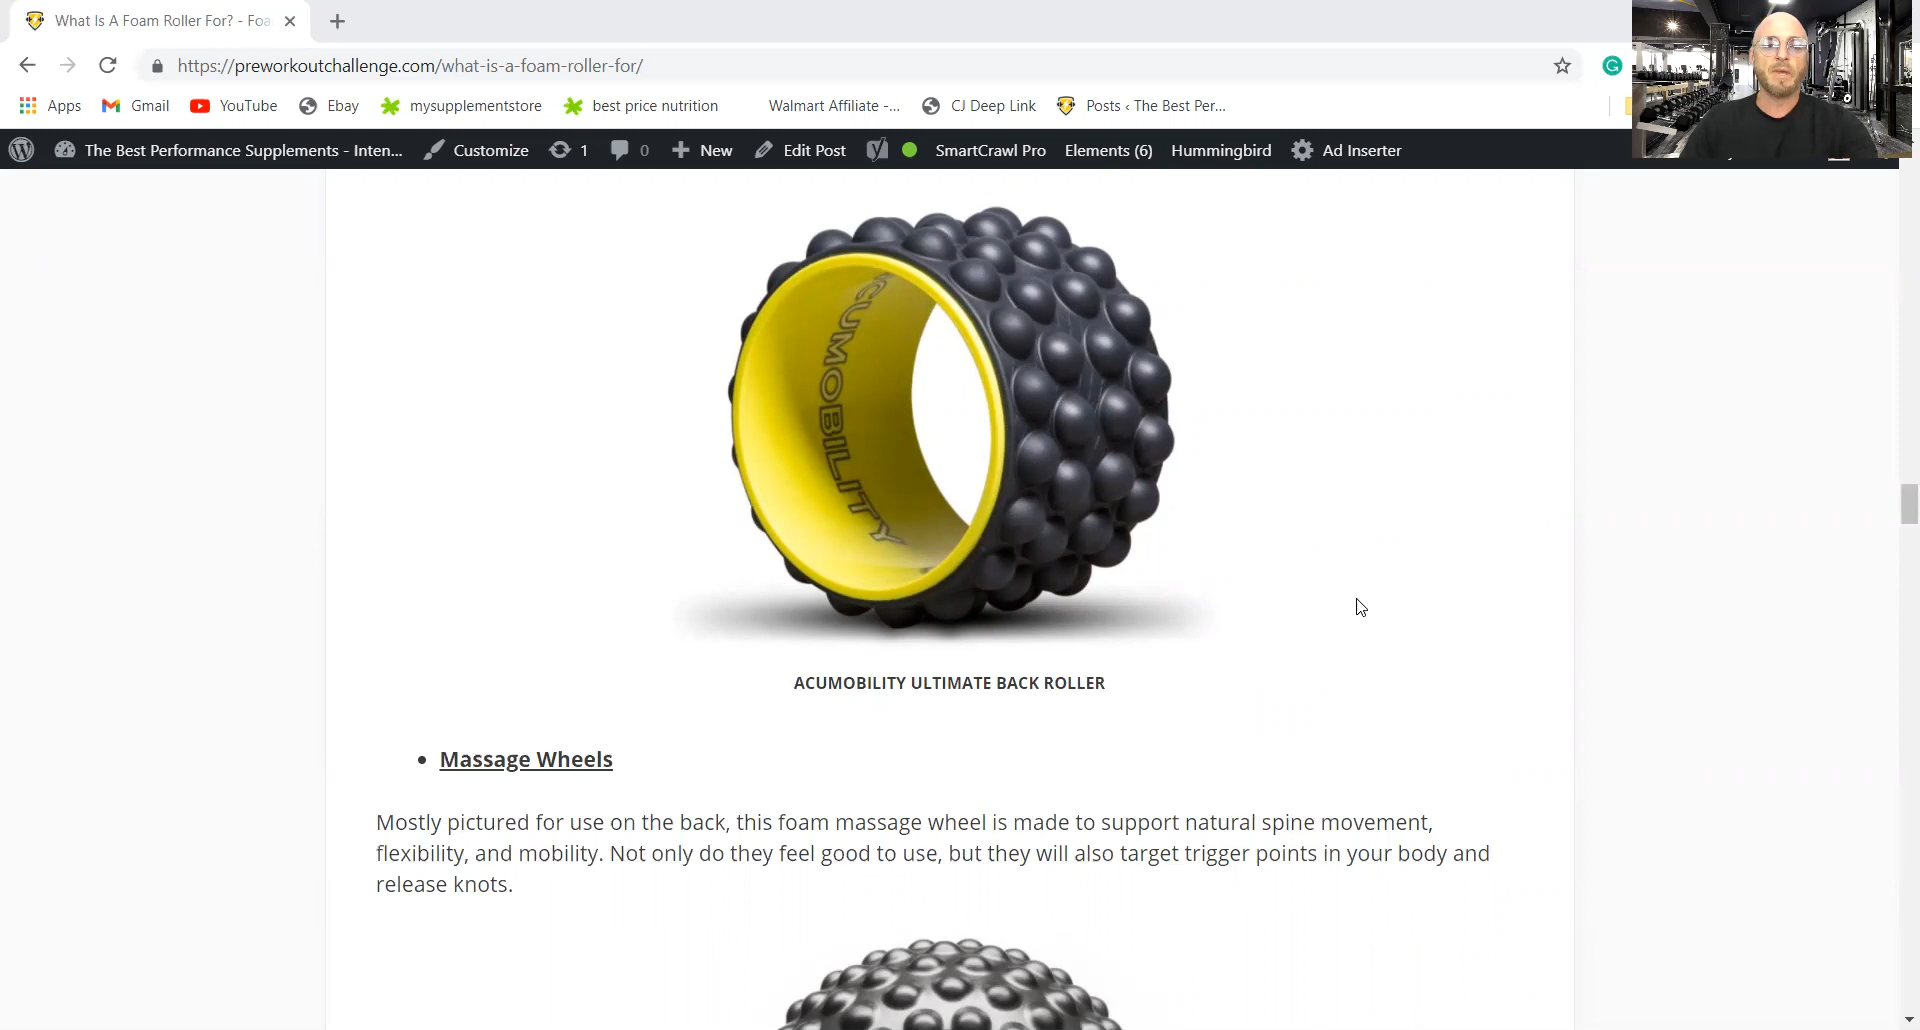 What Is A Foam Roller For? - Foa
https://preworkoutchallenge.com/what-is-a-foam-roller-for/
Apps Gmail YouTube Ebay mysupplementstore best price nutrition Walmart Affiliate -... CJ Deep Link Posts ‹ The Best Per...
The Best Performance Supplements - Inten... Customize 1 0 New Edit Post SmartCrawl Pro Elements (6) Hummingbird Ad Inserter
CUMOBILITY
ACUMOBILITY ULTIMATE BACK ROLLER
• Massage Wheels
Mostly pictured for use on the back, this foam massage wheel is made to support natural spine movement,
flexibility, and mobility. Not only do they feel good to use, but they will also target trigger points in your body and
release knots.